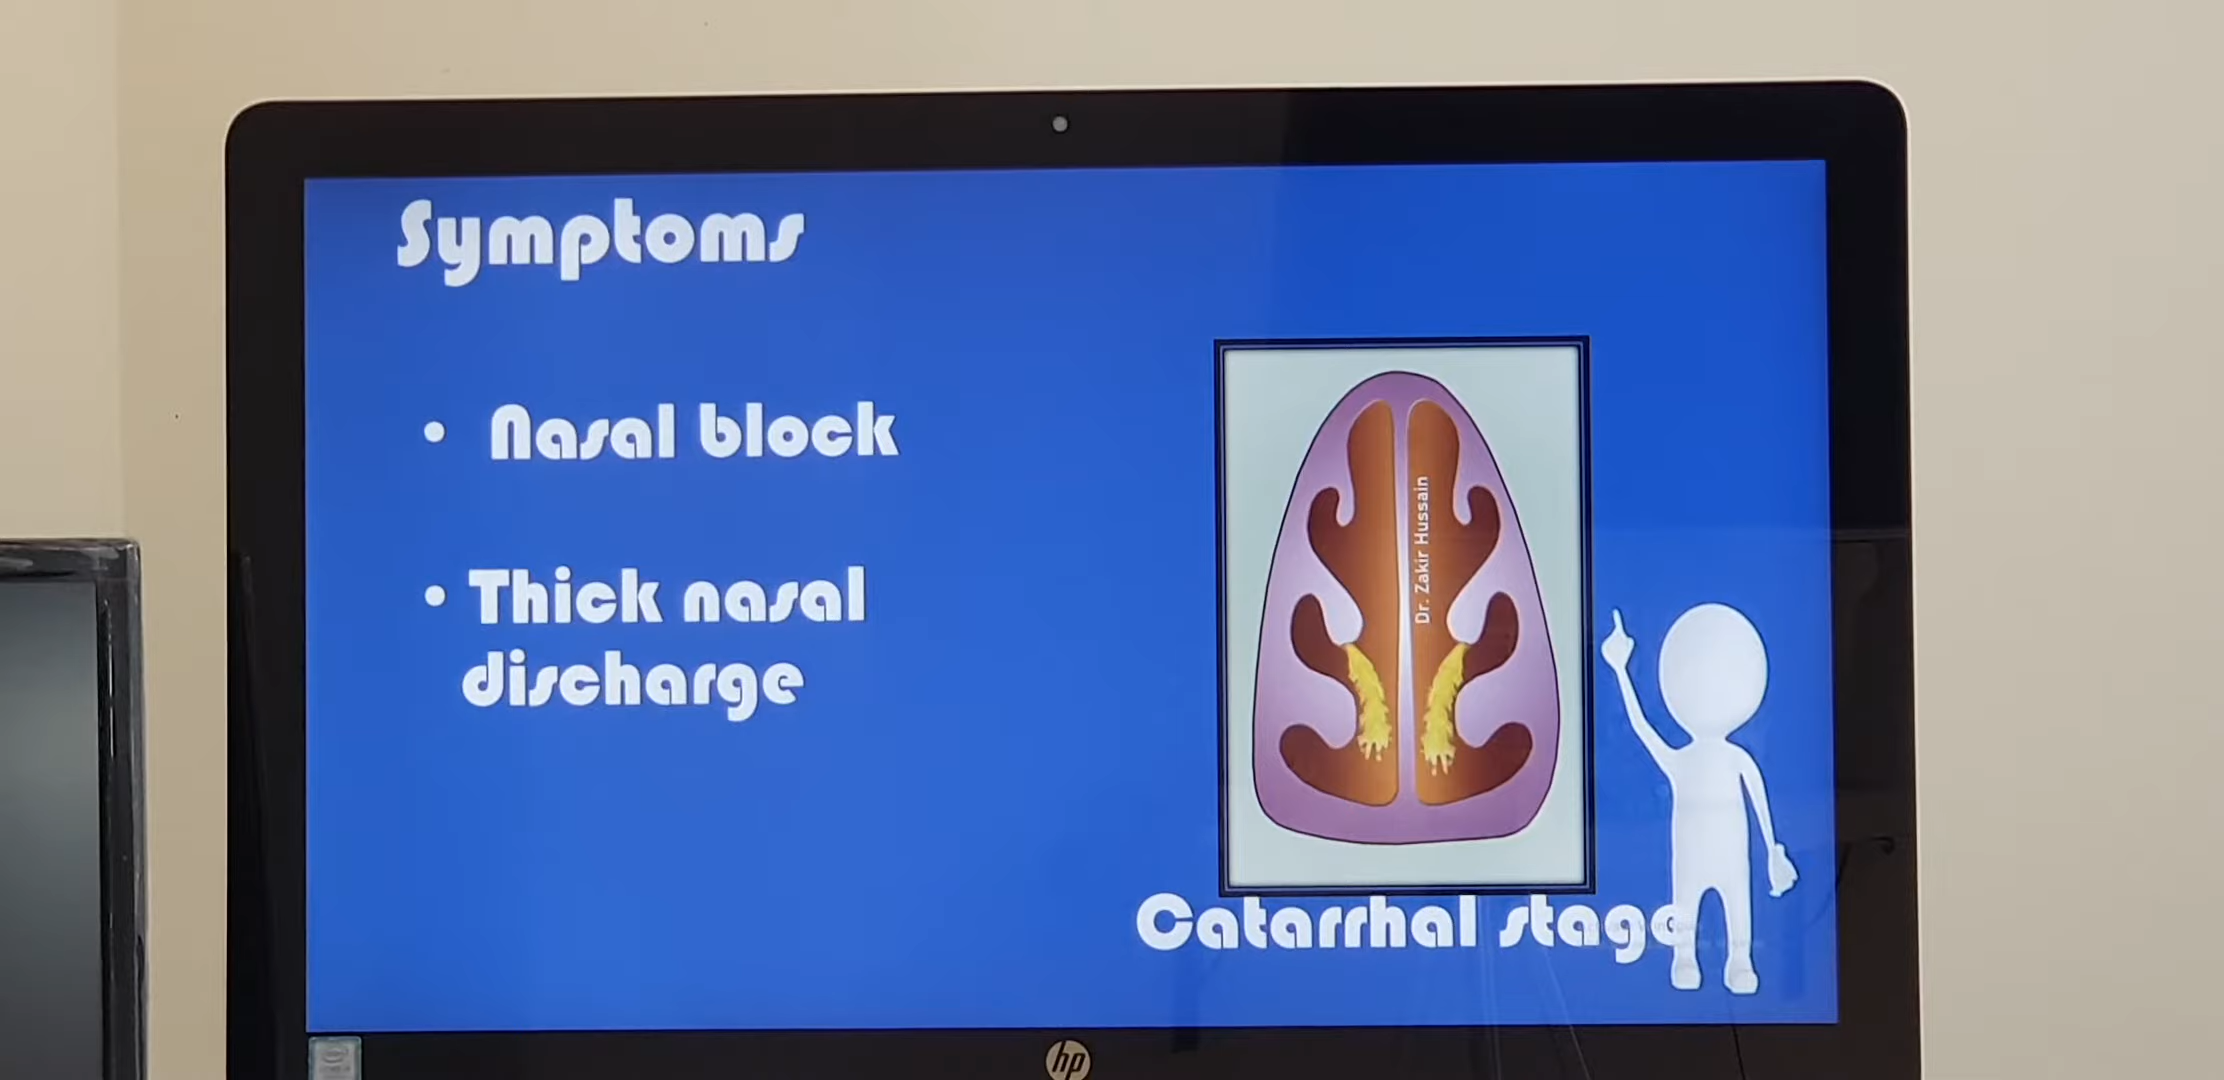 Symptoms
• Nasal block
• Thick nasal
discharge
Dr. Zakir Hussain
Catarrhal stage
hp